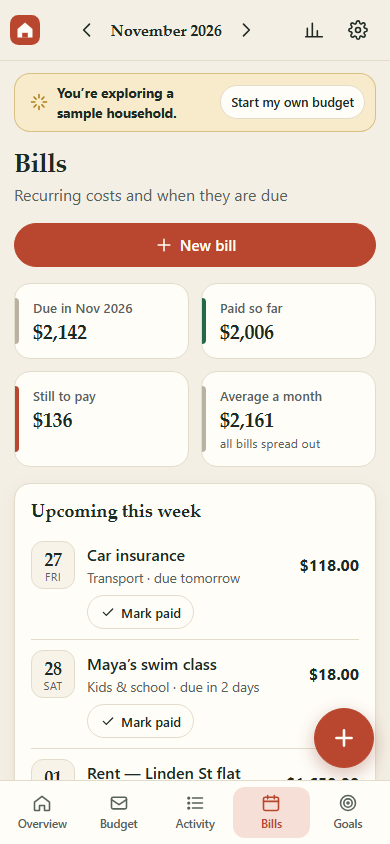 November 2026
You're exploring a
sample household.
Start my own budget
Bills
Recurring costs and when they are due
New bill
Due in Nov 2026
$2,142
Paid so far
$2,006
Still to pay
$136
Average a month
$2,161
all bills spread out
Upcoming this week
27
FRI
Car insurance
Transport · due tomorrow
$118.00
Mark paid
28
SAT
Maya's swim class
Kids & school · due in 2 days
$18.00
Mark paid
01
Rent — Linden St flat
Overview
Budget
Activity
Bills
Goals